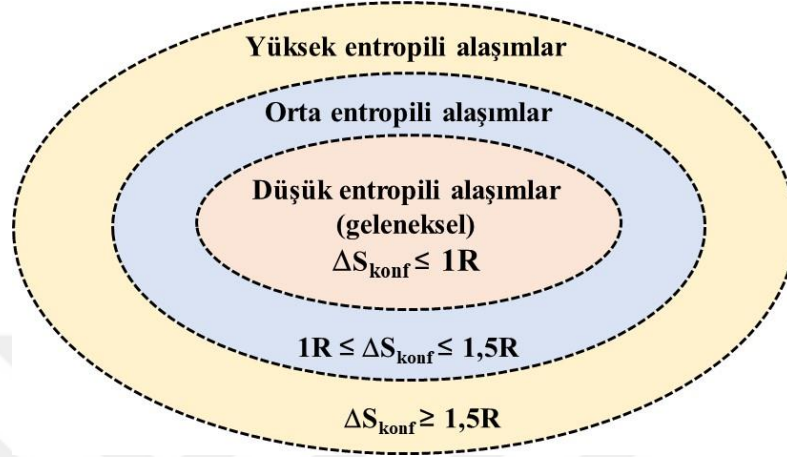 Yüksek entropili alaşımlar
Orta entropili alaşımlar
Düşük entropili alaşımlar
(geleneksel)
ΔSkonf ≤ 1R
1R ≤ ΔSkonf ≤ 1,5R
ΔSkonf ≥ 1,5R